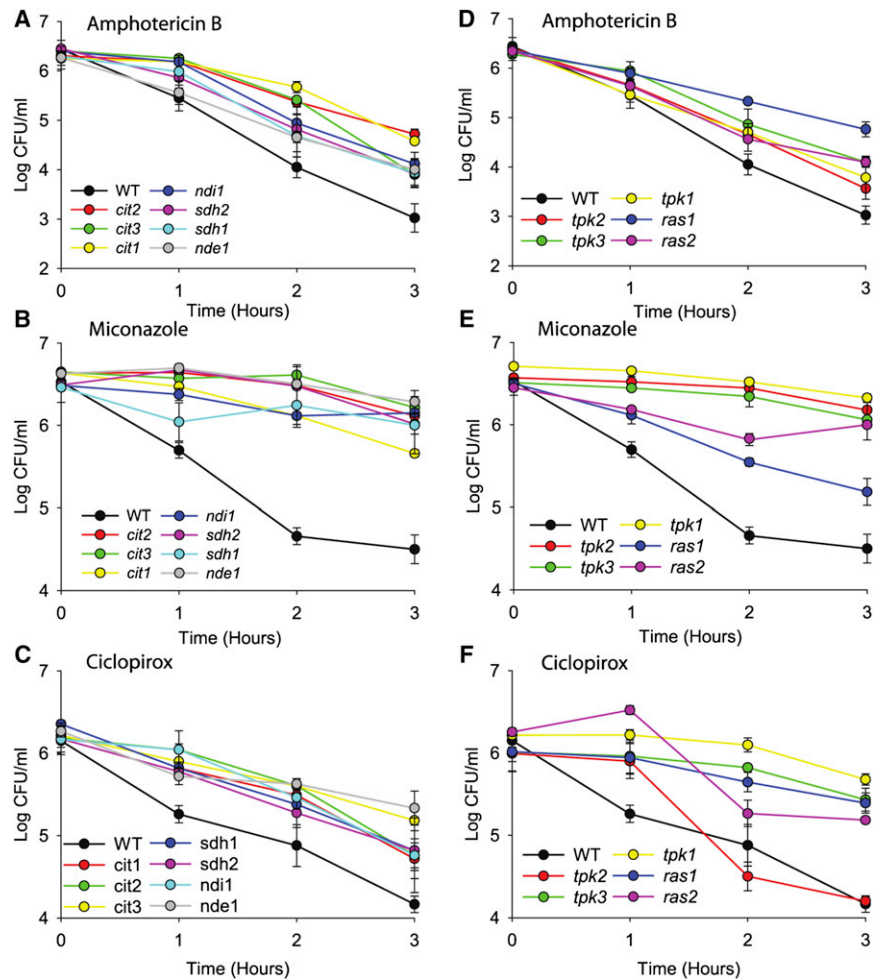 A
Amphotericin B
7
6
5
4
3
2
Log CFU/ml
WT
cit2
cit3
cit1
ndi1
sdh2
sdh1
nde1
0 1 2 3
Time (Hours)
D
Amphotericin B
7
6
5
4
3
2
Log CFU/ml
WT
tpk2
tpk3
tpk1
ras1
ras2
0 1 2 3
Time (Hours)
B
Miconazole
7
6
5
4
Log CFU/ml
WT
cit2
cit3
cit1
ndi1
sdh2
sdh1
nde1
0 1 2 3
Time (Hours)
E
Miconazole
7
6
5
4
Log CFU/ml
WT
tpk2
tpk3
tpk1
ras1
ras2
0 1 2 3
Time (Hours)
C
Ciclopirox
7
6
5
4
Log CFU/ml
WT
cit1
cit2
cit3
sdh1
sdh2
ndi1
nde1
0 1 2 3
Time (Hours)
F
Ciclopirox
7
6
5
4
Log CFU/ml
WT
tpk2
tpk3
tpk1
ras1
ras2
0 1 2 3
Time (Hours)